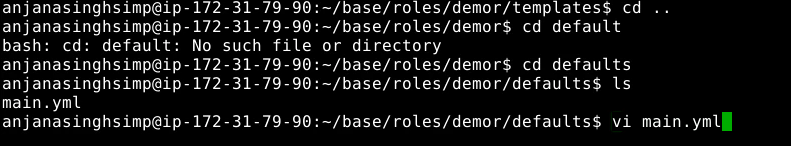 anjanasinghsimp@ip-172-31-79-90:~/base/roles/demor/templates$ cd ..
anjanasinghsimp@ip-172-31-79-90:~/base/roles/demor$ cd default
bash: cd: default: No such file or directory
anjanasinghsimp@ip-172-31-79-90:~/base/roles/demor$ cd defaults
anjanasinghsimp@ip-172-31-79-90:~/base/roles/demor/defaults$ ls
main.yml
anjanasinghsimp@ip-172-31-79-90:~/base/roles/demor/defaults$ vi main.yml